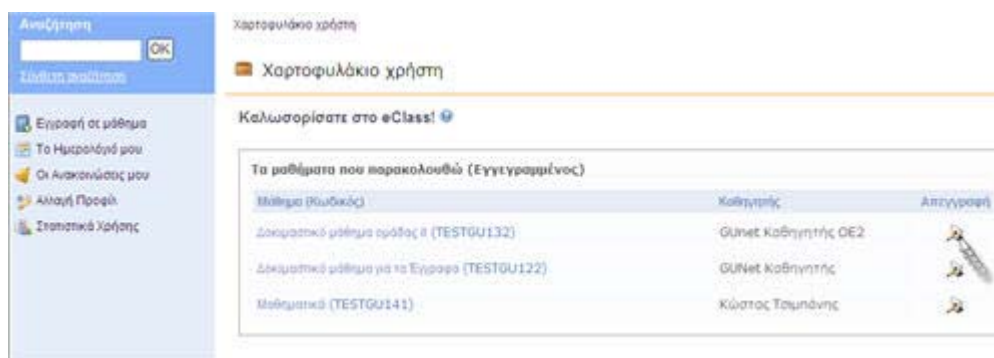 Αναζήτηση
OK
Σύνθετη αναζήτηση
Εγγραφή σε μάθημα
Το Ημερολόγιό μου
Οι Ανακοινώσεις μου
Αλλαγή Προφίλ
Στατιστικά Χρήσης
Χαρτοφυλάκιο χρήστη
Χαρτοφυλάκιο χρήστη
Καλωσορίσατε στο eClass!
Τα μαθήματα που παρακολουθώ (Εγγεγραμμένος)
Μάθημα (Κωδικός) Καθηγητής Απεγγραφή
Δοκιμαστικό μάθημα ομάδας (TESTGU132) GUnet Καθηγητής OE2
Δοκιμαστικό μάθημα για τα Έγγραφα (TESTGU122) GUNet Καθηγητής
Μαθηματικά (TESTGU141) Κώστας Τσιμπάνης